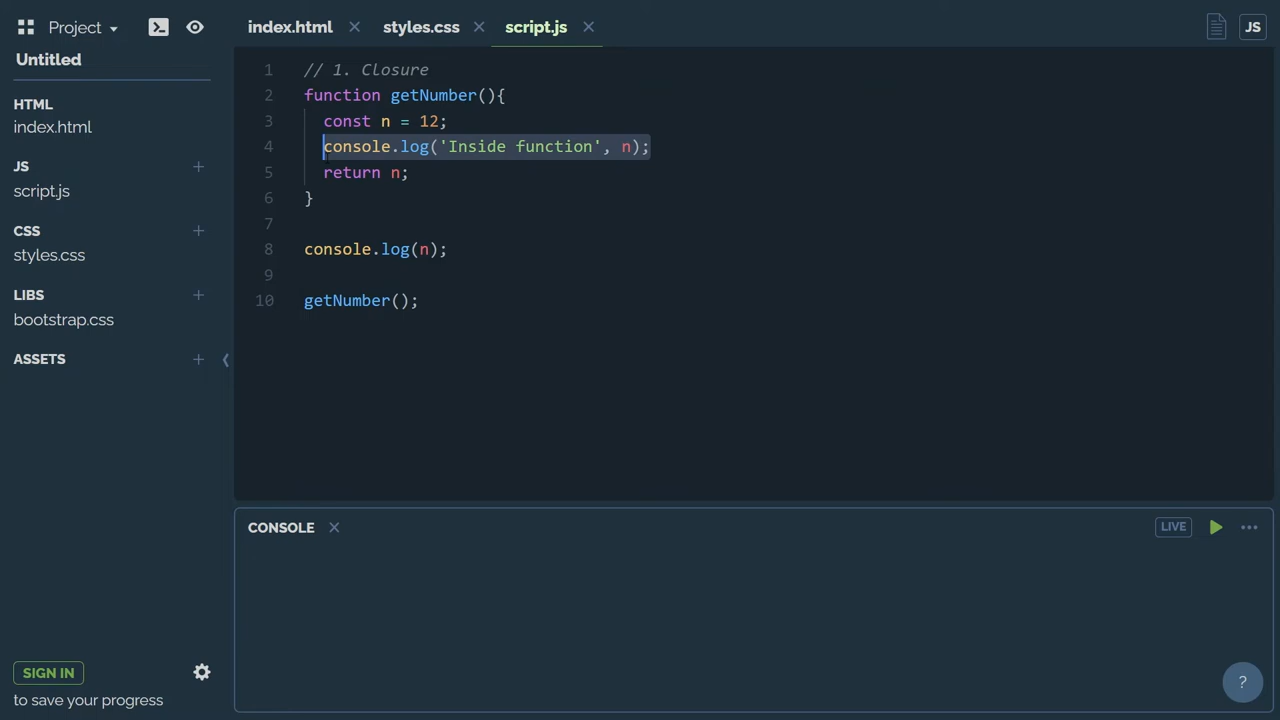 Project
index.html
styles.css
script.js
JS
Untitled
HTML
index.html
JS
script.js
CSS
styles.css
LIBS
bootstrap.css
ASSETS
1 // 1. Closure
2 function getNumber(){
3 const n = 12;
4 console.log('Inside function', n);
5 return n;
6 }
7
8 console.log(n);
9
10 getNumber();
CONSOLE
LIVE
SIGN IN
to save your progress
?